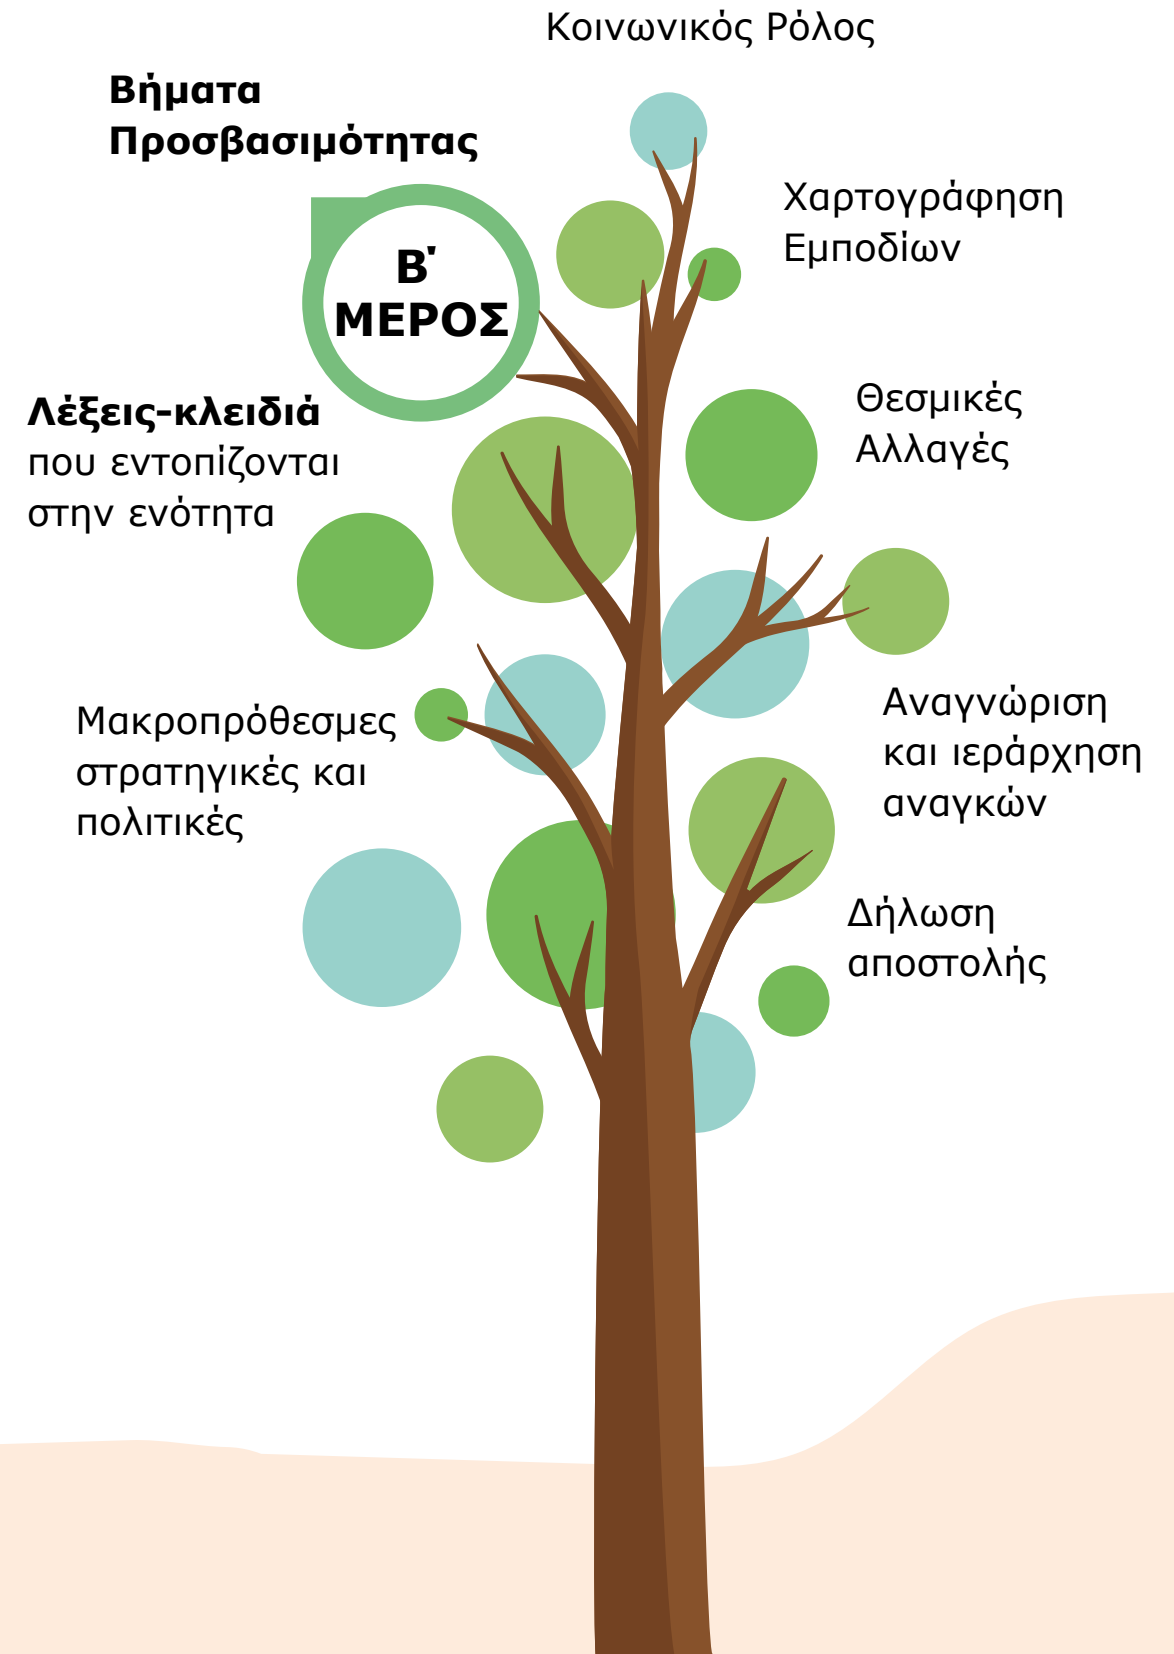 Κοινωνικός Ρόλος
Βήματα
Προσβασιμότητας
Χαρτογράφηση
Εμποδίων
Β'
ΜΕΡΟΣ
Θεσμικές
Αλλαγές
Λέξεις-κλειδιά
που εντοπίζονται
στην ενότητα
Αναγνώριση
και ιεράρχηση
αναγκών
Μακροπρόθεσμες
στρατηγικές και
πολιτικές
Δήλωση
αποστολής